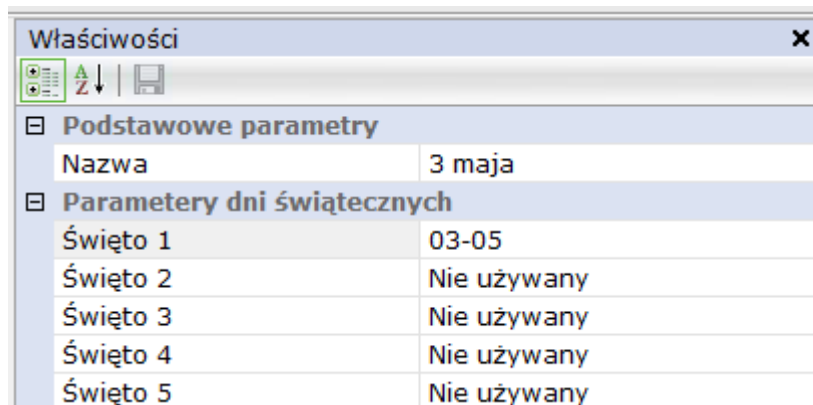 Właściwości
Podstawowe parametry
Nazwa 3 maja
Parametery dni świątecznych
Święto 1 03-05
Święto 2 Nie używany
Święto 3 Nie używany
Święto 4 Nie używany
Święto 5 Nie używany